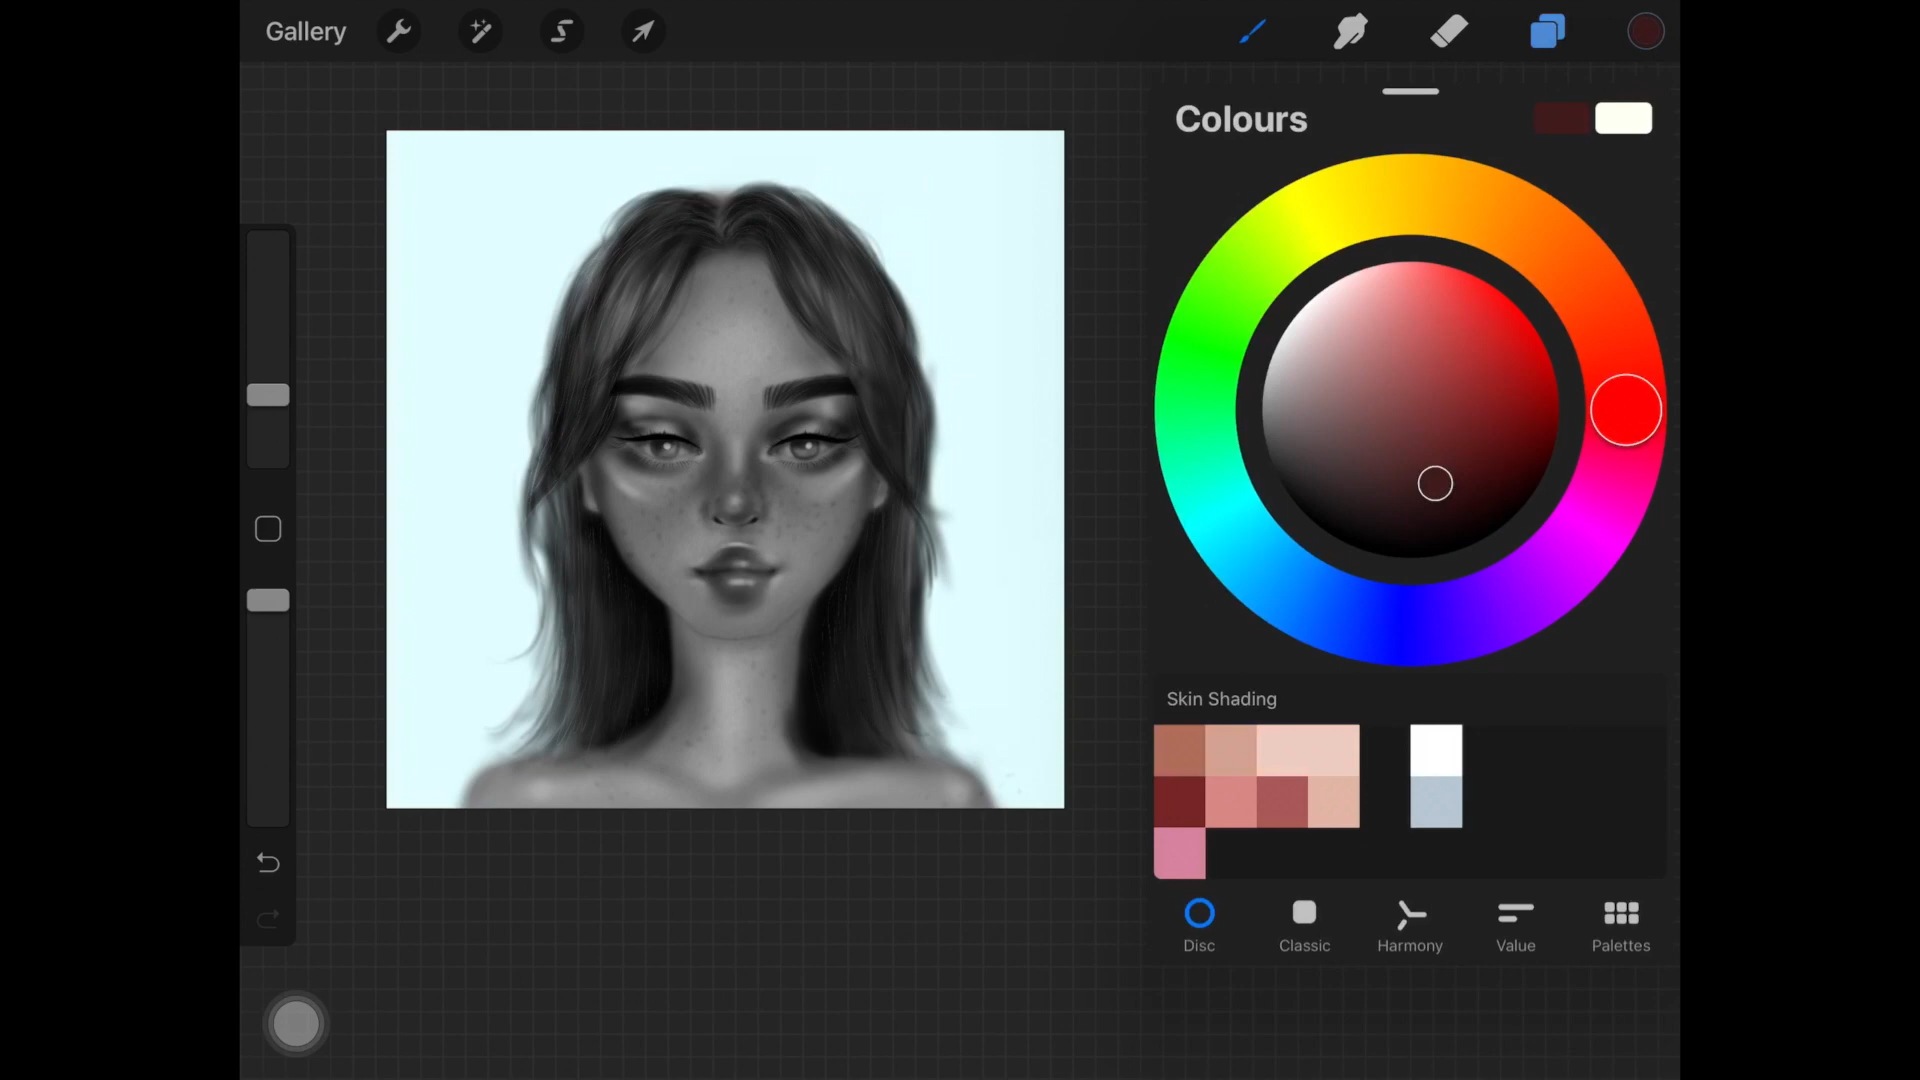 Gallery
Colours
Skin Shading
Disc
Classic
Harmony
Value
Palettes